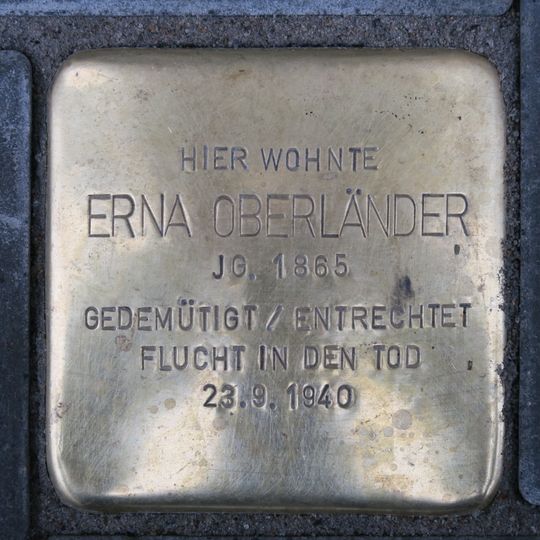 HIER WOHNTE
ERNA OBERLÄNDER
JG. 1865
GEDEMÜTIGT / ENTRECHTET
FLUCHT IN DEN TOD
23.9.1940